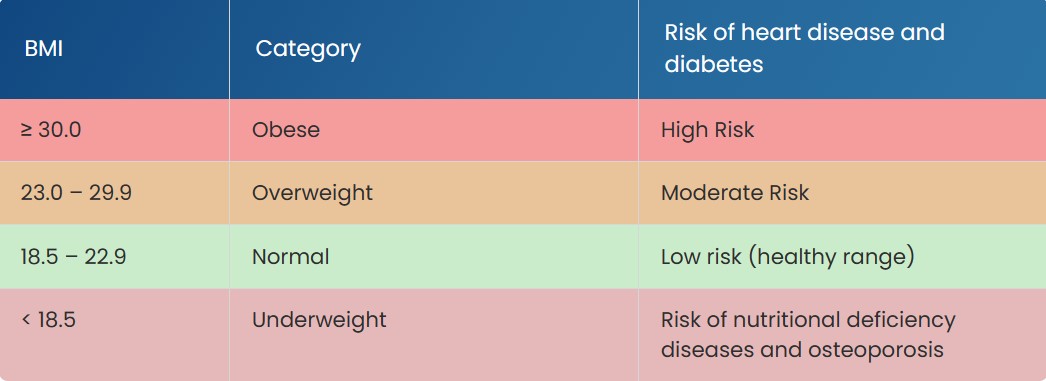 BMI
Category
Risk of heart disease and
diabetes
≥ 30.0
Obese
High Risk
23.0 – 29.9
Overweight
Moderate Risk
18.5 – 22.9
Normal
Low risk (healthy range)
< 18.5
Underweight
Risk of nutritional deficiency
diseases and osteoporosis